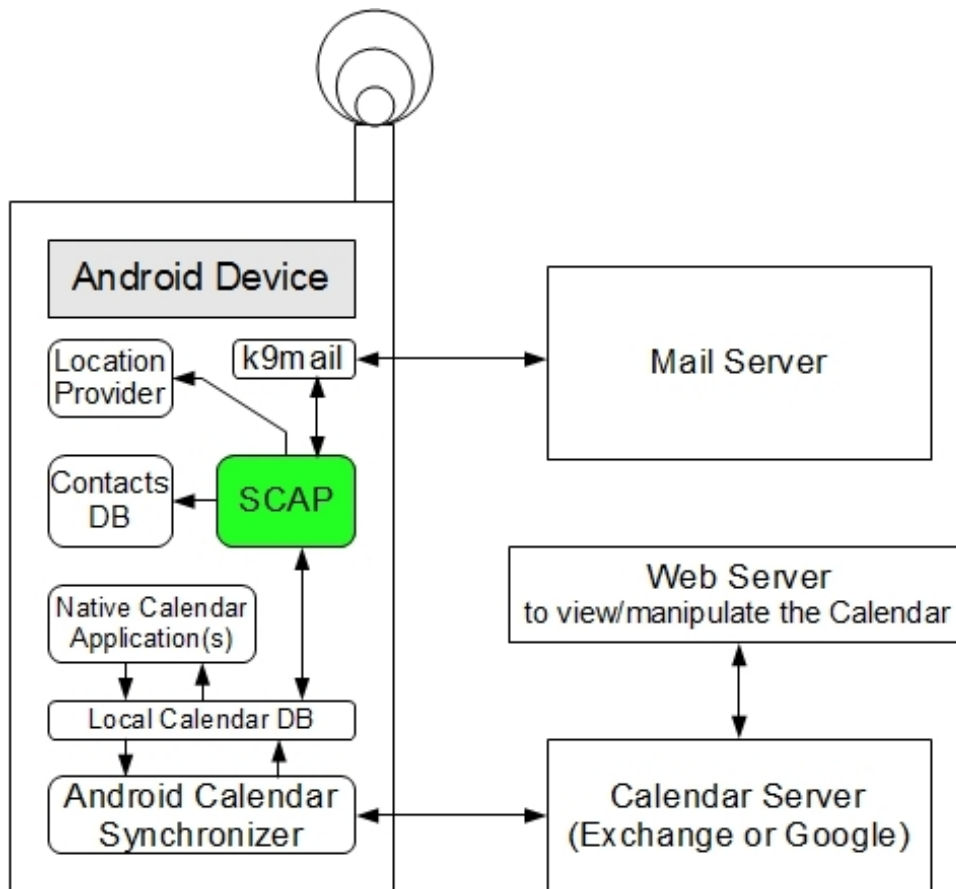 Android Device
Location
Provider
k9mail
Mail Server
Contacts
DB
SCAP
Web Server
to view/manipulate the Calendar
Native Calendar
Application(s)
Local Calendar DB
Android Calendar
Synchronizer
Calendar Server
(Exchange or Google)